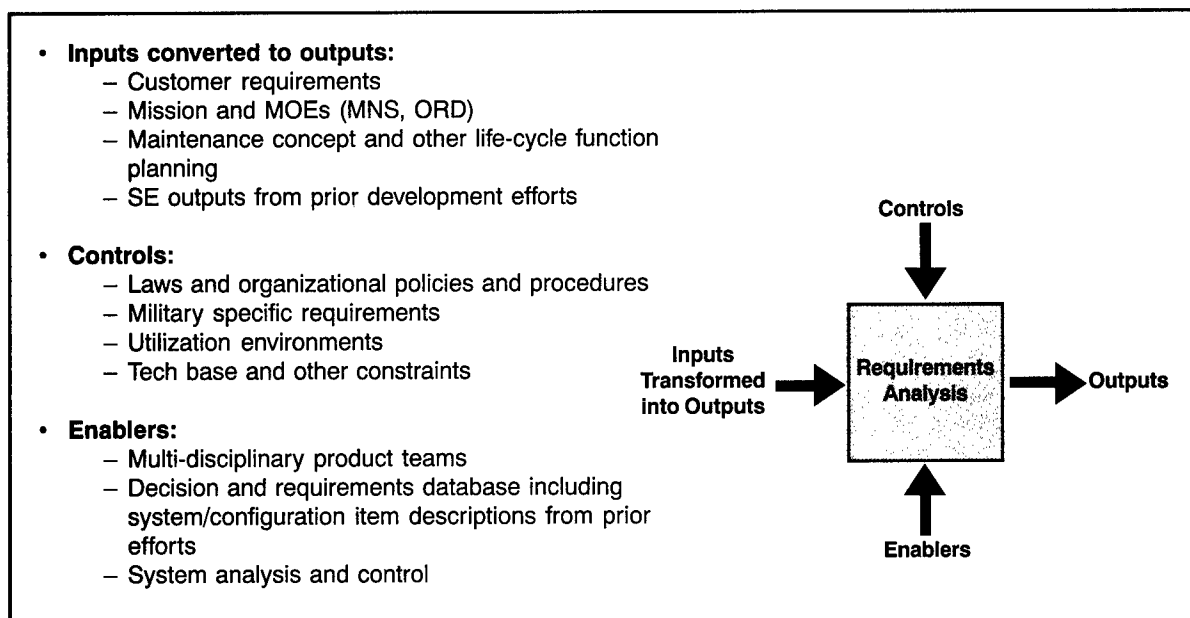 • Inputs converted to outputs:
– Customer requirements
– Mission and MOEs (MNS, ORD)
– Maintenance concept and other life-cycle function
planning
– SE outputs from prior development efforts
• Controls:
– Laws and organizational policies and procedures
– Military specific requirements
– Utilization environments
– Tech base and other constraints
• Enablers:
– Multi-disciplinary product teams
– Decision and requirements database including
system/configuration item descriptions from prior
efforts
– System analysis and control
Controls
Inputs
Transformed
into Outputs
Requirements
Analysis
Outputs
Enablers